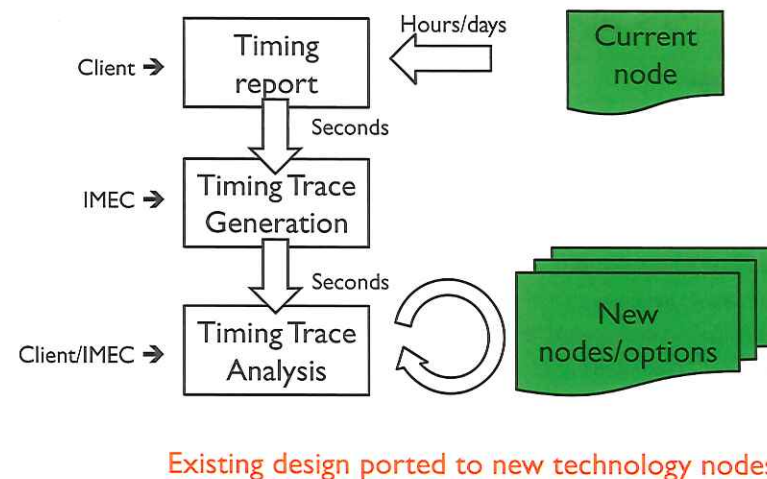 Hours/days
Client → Timing
report
Current
node
Seconds
IMEC → Timing Trace
Generation
Seconds
Client/IMEC → Timing Trace
Analysis
New
nodes/options
Existing design ported to new technology nodes